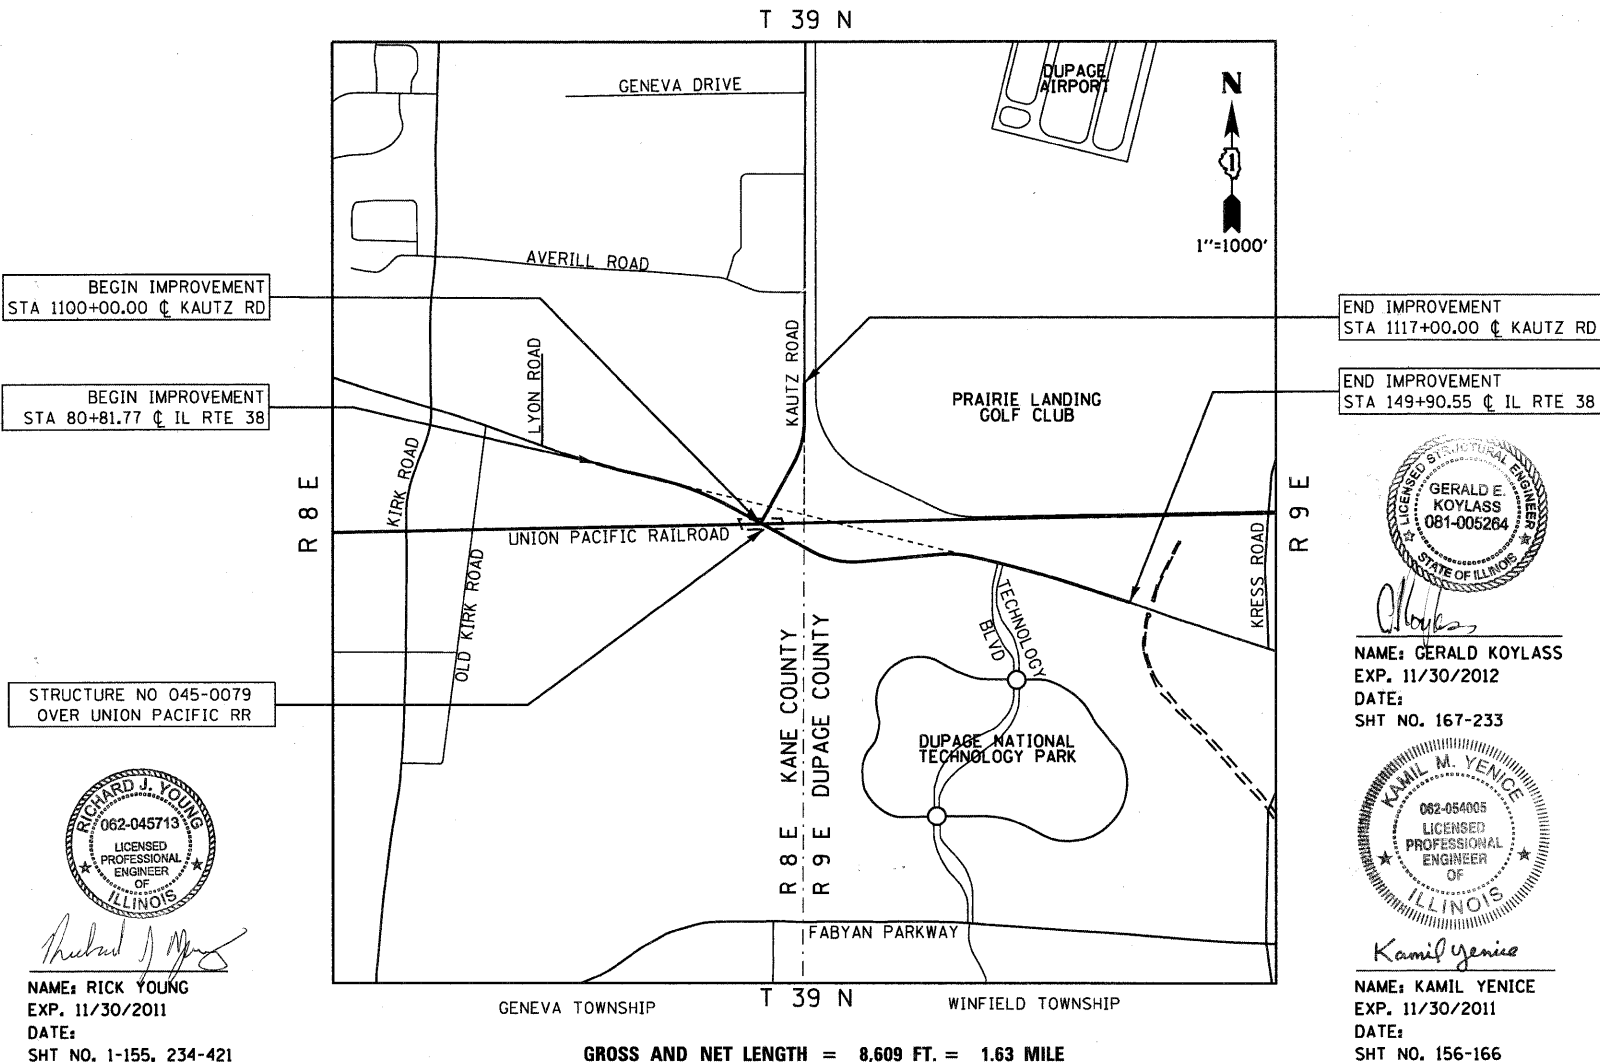 T 39 N
GENEVA DRIVE
DUPAGE
AIRPORT
N
1
1"=1000'
AVERILL ROAD
BEGIN IMPROVEMENT
STA 1100+00.00 ℄ KAUTZ RD
END IMPROVEMENT
STA 1117+00.00 ℄ KAUTZ RD
LYON ROAD
KAUTZ ROAD
BEGIN IMPROVEMENT
STA 80+81.77 ℄ IL RTE 38
END IMPROVEMENT
STA 149+90.55 ℄ IL RTE 38
PRAIRIE LANDING
GOLF CLUB
KIRK ROAD
R 8 E
R 9 E
UNION PACIFIC RAILROAD
OLD KIRK ROAD
KRESS ROAD
TECHNOLOGY
BLVD
LICENSED STRUCTURAL ENGINEER
GERALD E.
KOYLASS
081-005264
STATE OF ILLINOIS
G Koylass
NAME: GERALD KOYLASS
EXP. 11/30/2012
DATE:
SHT NO. 167-233
STRUCTURE NO 045-0079
OVER UNION PACIFIC RR
KANE COUNTY
DUPAGE COUNTY
DUPAGE NATIONAL
TECHNOLOGY PARK
R 8 E
R 9 E
RICHARD J. YOUNG
062-045713
LICENSED
PROFESSIONAL
ENGINEER
OF
ILLINOIS
Richard J Young
NAME: RICK YOUNG
EXP. 11/30/2011
DATE:
SHT NO. 1-155, 234-421
KAMIL M. YENICE
062-054005
LICENSED
PROFESSIONAL
ENGINEER
OF
ILLINOIS
Kamil Yenice
NAME: KAMIL YENICE
EXP. 11/30/2011
DATE:
SHT NO. 156-166
FABYAN PARKWAY
T 39 N
GENEVA TOWNSHIP
WINFIELD TOWNSHIP
GROSS AND NET LENGTH = 8,609 FT. = 1.63 MILE